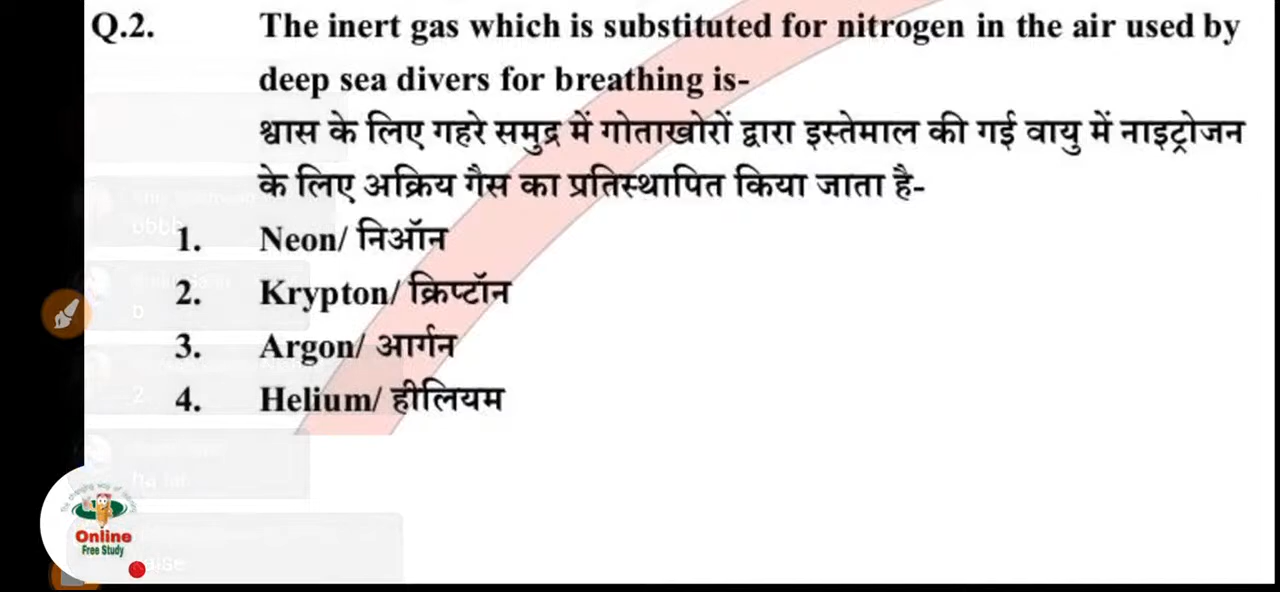 Q.2. The inert gas which is substituted for nitrogen in the air used by
deep sea divers for breathing is-
श्वास के लिए गहरे समुद्र में गोताखोरों द्वारा इस्तेमाल की गई वायु में नाइट्रोजन
के लिए अक्रिय गैस का प्रतिस्थापित किया जाता है-
bbbb
1. Neon/ निऑन
2. Krypton/ क्रिप्टॉन
b
3. Argon/ आर्गन
2
4. Helium/ हीलियम
Online
Free Study